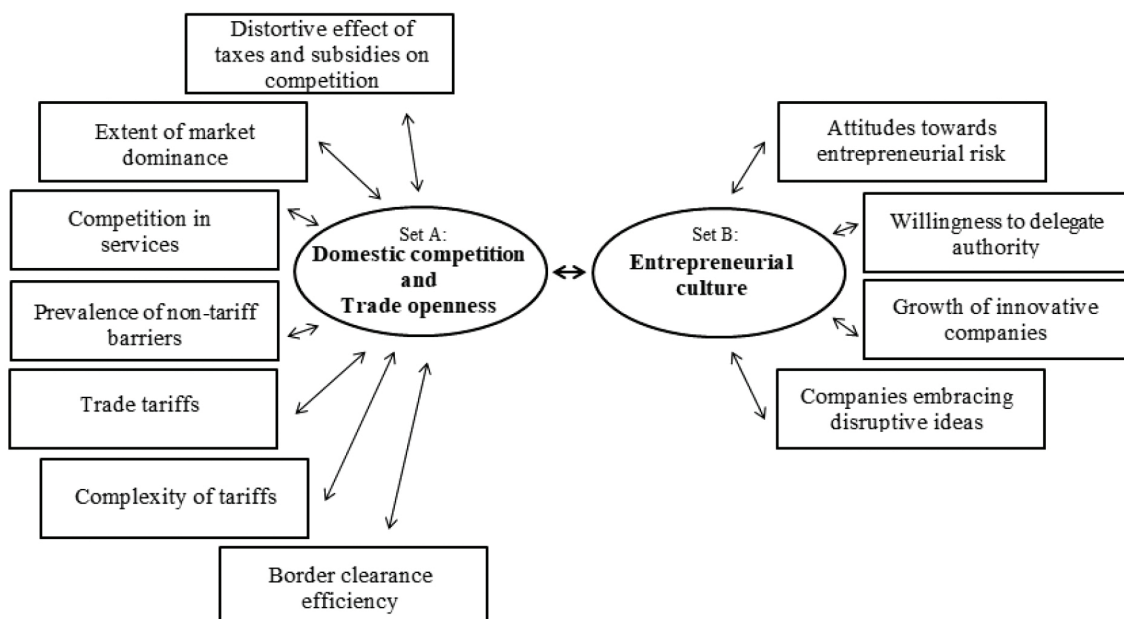 Distortive effect of
taxes and subsidies on
competition
Extent of market
dominance
Competition in
services
Prevalence of non-tariff
barriers
Trade tariffs
Complexity of tariffs
Border clearance
efficiency
Set A:
Domestic competition
and
Trade openness
Set B:
Entrepreneurial
culture
Attitudes towards
entrepreneurial risk
Willingness to delegate
authority
Growth of innovative
companies
Companies embracing
disruptive ideas